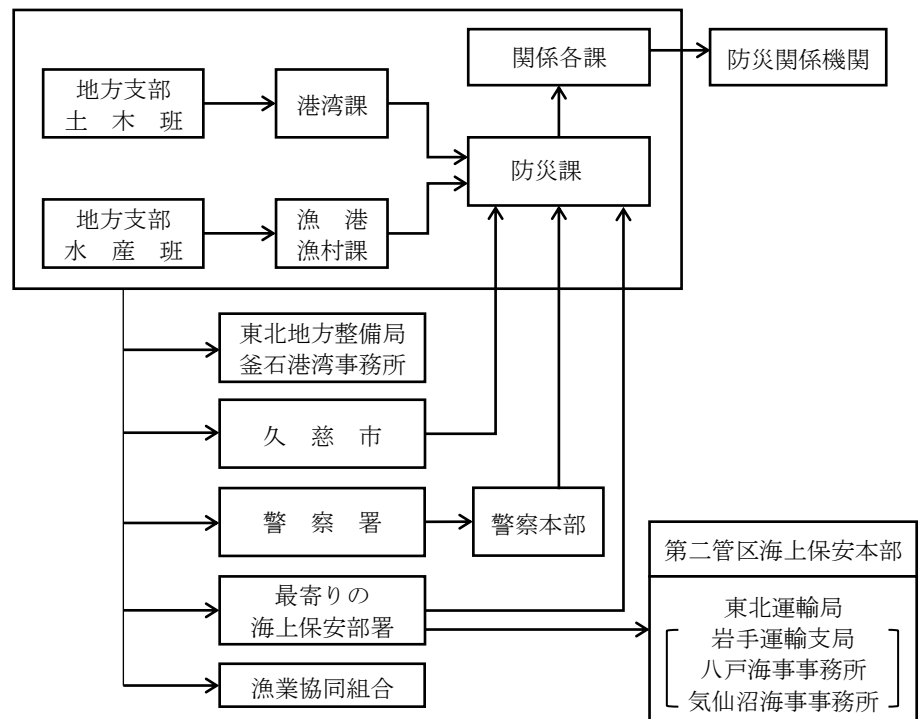 関係各課
防災関係機関
地方支部
土　木　班
港湾課
防災課
地方支部
水　産　班
漁　港
漁村課
東北地方整備局
釜石港湾事務所
久　慈　市
警　察　署
警察本部
最寄りの
海上保安部署
漁業協同組合
第二管区海上保安本部
東北運輸局
岩手運輸支局
八戸海事事務所
気仙沼海事事務所